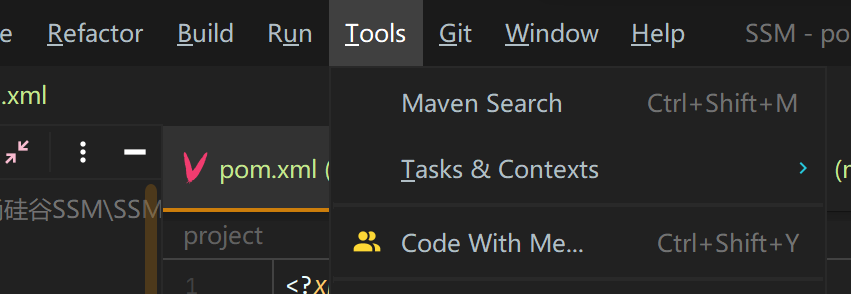 Refactor Build Run Tools Git Window Help SSM - po
.xml
Maven Search Ctrl+Shift+M
pom.xml ( Tasks & Contexts
硅谷SSM\SSM
project Code With Me... Ctrl+Shift+Y
1 <?x